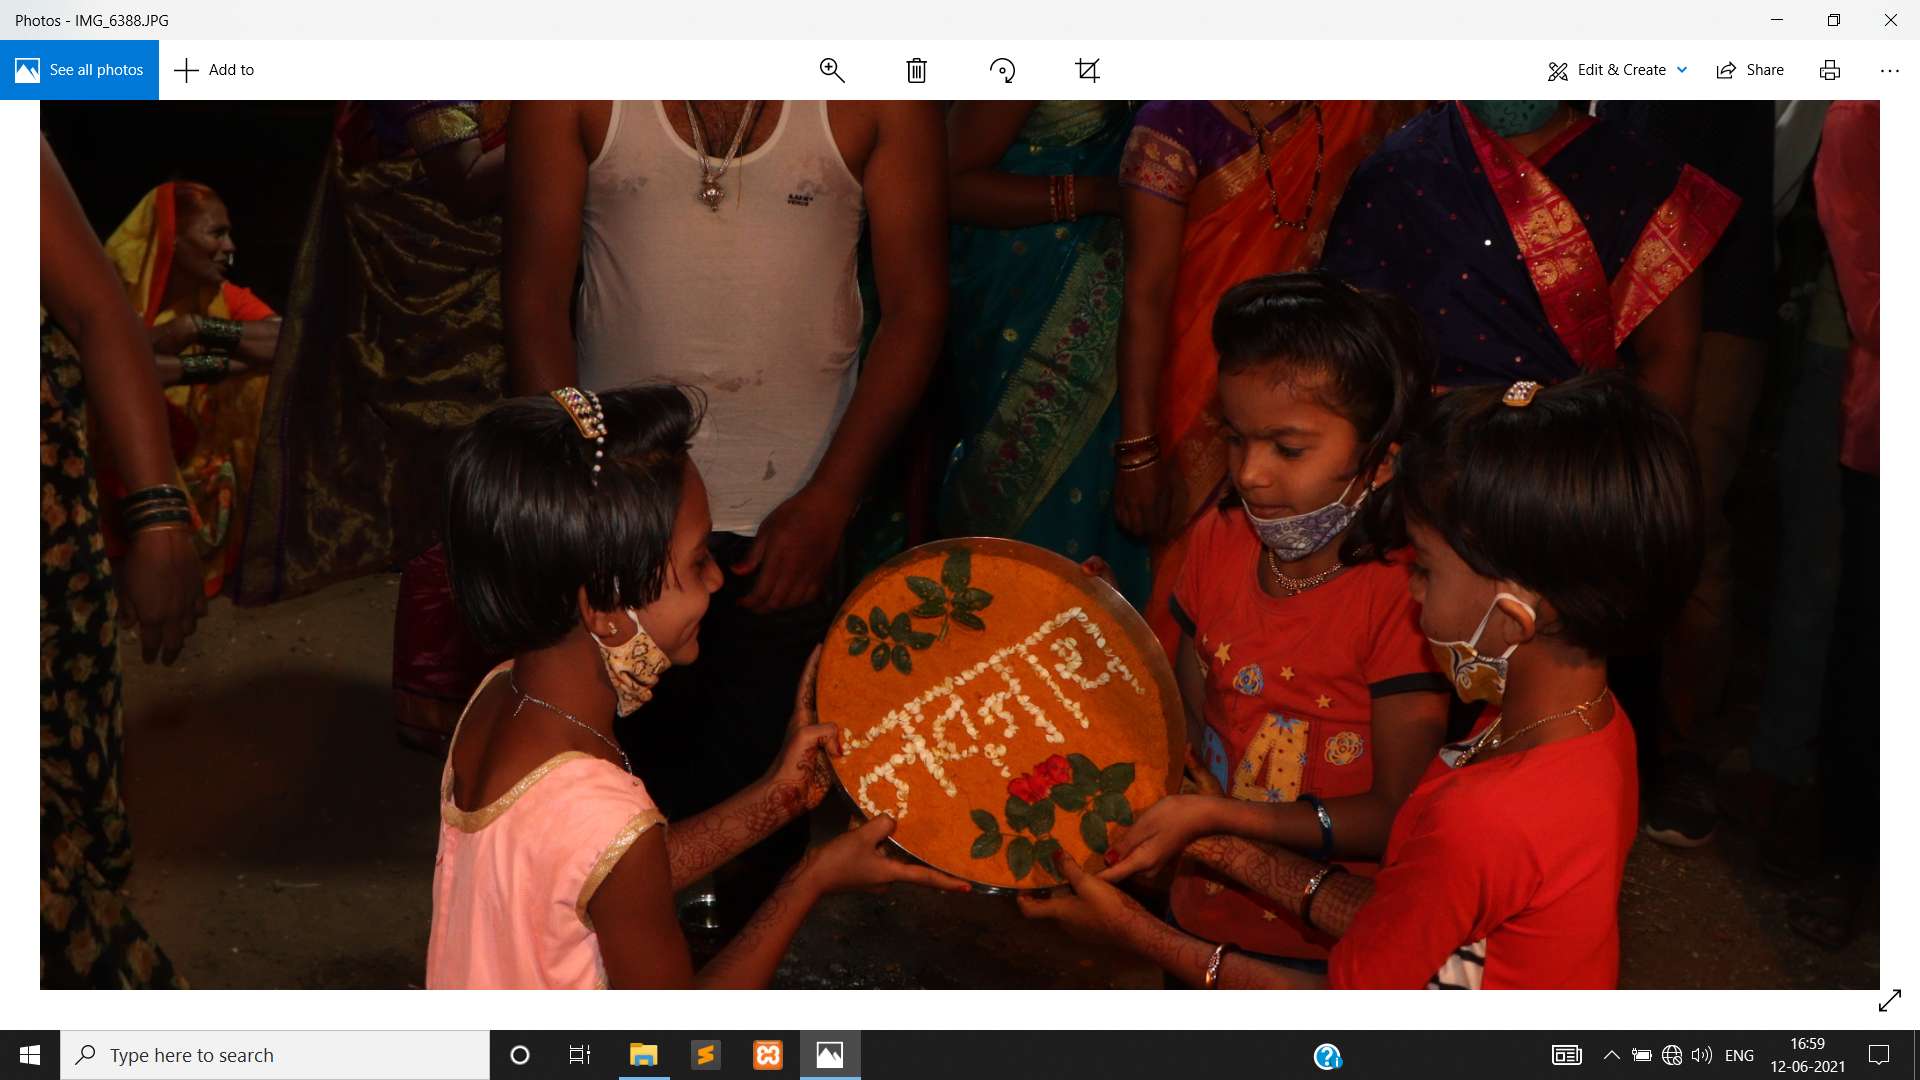 Photos - IMG_6388.JPG
See all photos
Add to
Edit & Create
Share
Type here to search
ENG
16:59
12-06-2021